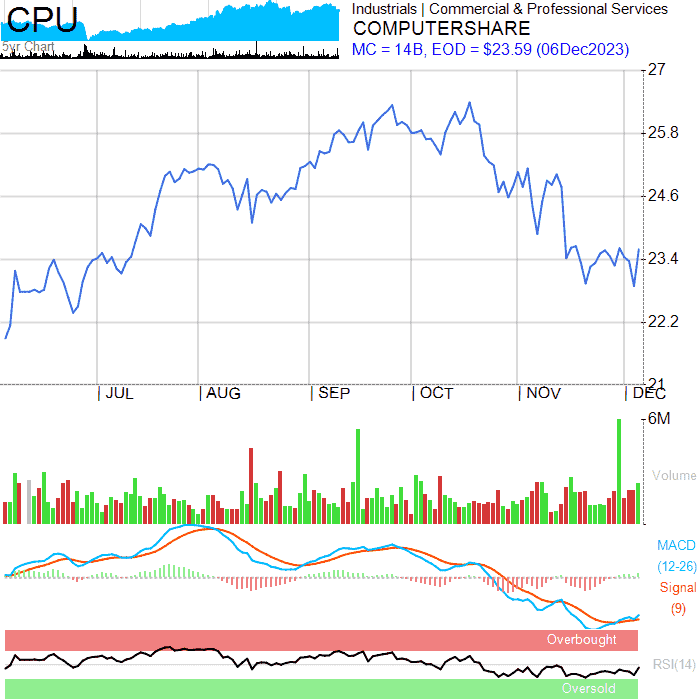 CPU
5yr Chart
Industrials | Commercial & Professional Services
COMPUTERSHARE
MC = 14B, EOD = $23.59 (06Dec2023)
27
25.8
24.6
23.4
22.2
21
| JUL
| AUG
| SEP
| OCT
| NOV
| DEC
6M
Volume
MACD
(12-26)
Signal
(9)
Overbought
RSI(14)
Oversold